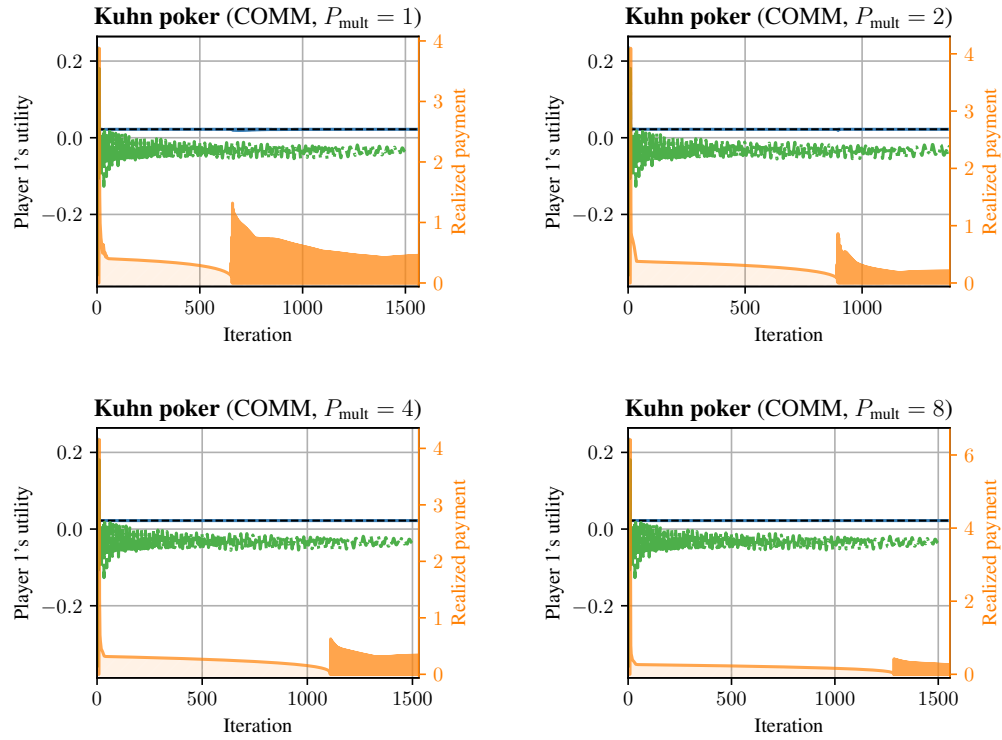 Kuhn poker (COMM, P_mult = 1)
Player 1's utility
0.2
0.0
−0.2
Realized payment
4
3
2
1
0
0
500
1000
1500
Iteration
Kuhn poker (COMM, P_mult = 2)
Player 1's utility
0.2
0.0
−0.2
Realized payment
4
3
2
1
0
0
500
1000
Iteration
Kuhn poker (COMM, P_mult = 4)
Player 1's utility
0.2
0.0
−0.2
Realized payment
4
3
2
1
0
0
500
1000
1500
Iteration
Kuhn poker (COMM, P_mult = 8)
Player 1's utility
0.2
0.0
−0.2
Realized payment
6
4
2
0
0
500
1000
1500
Iteration